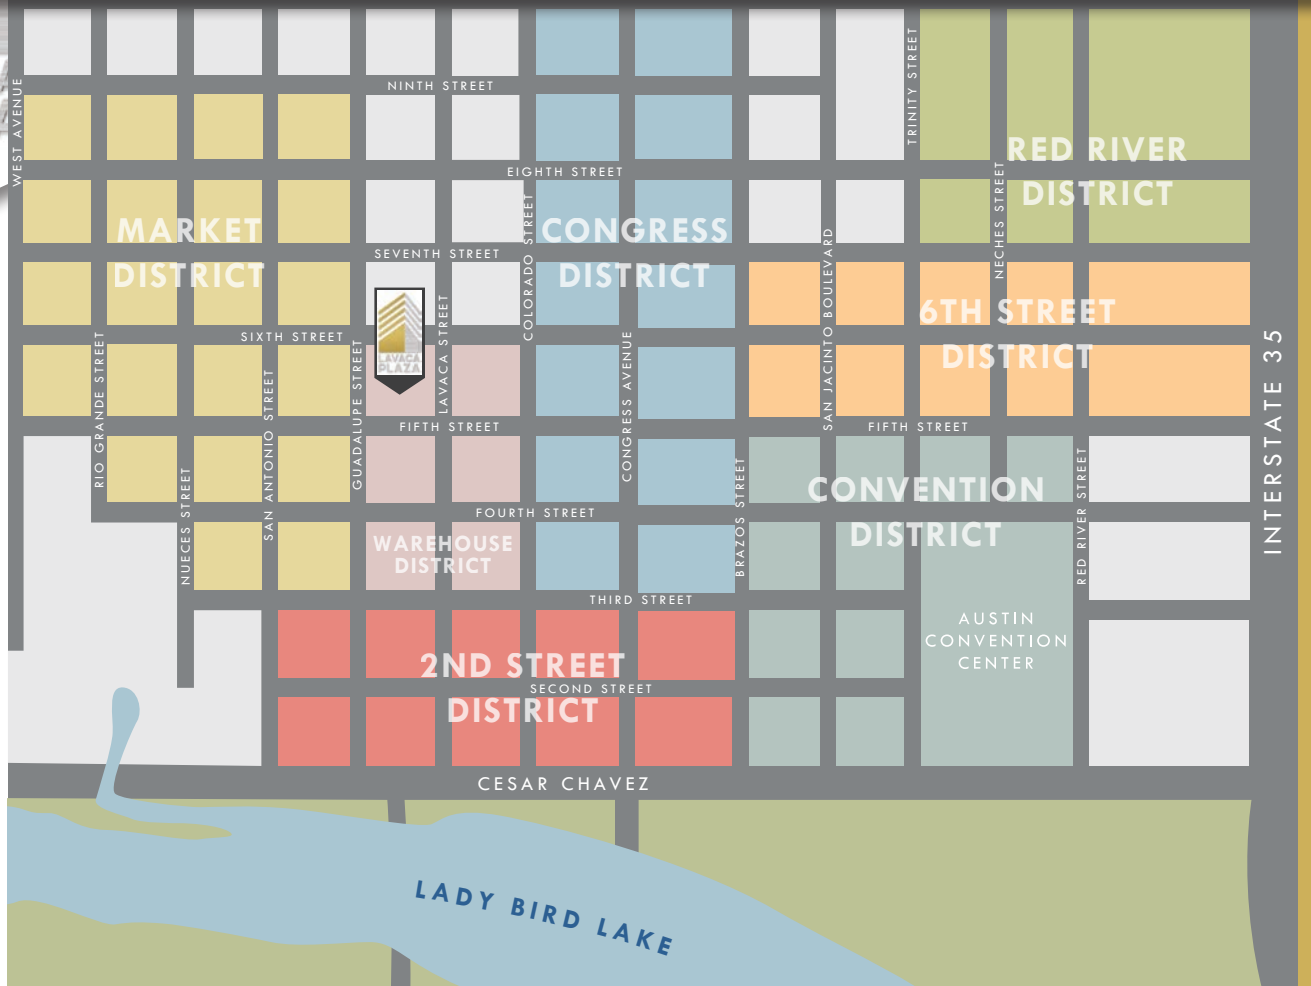 NINTH STREET
TRINITY STREET
WEST AVENUE
RED RIVER
DISTRICT
EIGHTH STREET
NECHES STREET
MARKET
DISTRICT
COLORADO STREET
CONGRESS
DISTRICT
SAN JACINTO BOULEVARD
SEVENTH STREET
6TH STREET
DISTRICT
LAVACA STREET
LAVACA
PLAZA
SIXTH STREET
RIO GRANDE STREET
SAN ANTONIO STREET
GUADALUPE STREET
CONGRESS AVENUE
INTERSTATE 35
FIFTH STREET
FIFTH STREET
NUECES STREET
BRAZOS STREET
RED RIVER STREET
CONVENTION
DISTRICT
FOURTH STREET
WAREHOUSE
DISTRICT
THIRD STREET
AUSTIN
CONVENTION
CENTER
2ND STREET
SECOND STREET
DISTRICT
CESAR CHAVEZ
LADY BIRD LAKE